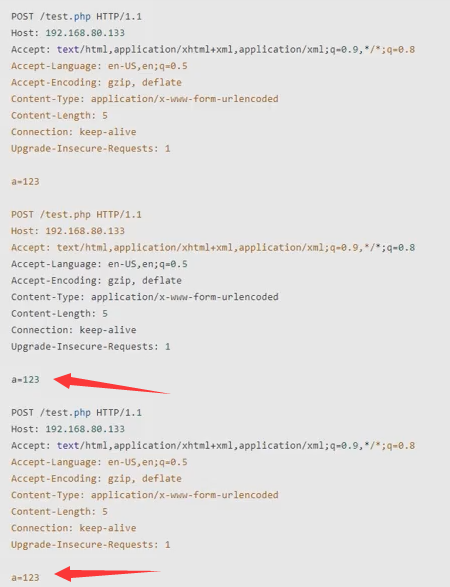 POST /test.php HTTP/1.1
Host: 192.168.80.133
Accept: text/html,application/xhtml+xml,application/xml;q=0.9,*/*;q=0.8
Accept-Language: en-US,en;q=0.5
Accept-Encoding: gzip, deflate
Content-Type: application/x-www-form-urlencoded
Content-Length: 5
Connection: keep-alive
Upgrade-Insecure-Requests: 1
a=123
POST /test.php HTTP/1.1
Host: 192.168.80.133
Accept: text/html,application/xhtml+xml,application/xml;q=0.9,*/*;q=0.8
Accept-Language: en-US,en;q=0.5
Accept-Encoding: gzip, deflate
Content-Type: application/x-www-form-urlencoded
Content-Length: 5
Connection: keep-alive
Upgrade-Insecure-Requests: 1
a=123
POST /test.php HTTP/1.1
Host: 192.168.80.133
Accept: text/html,application/xhtml+xml,application/xml;q=0.9,*/*;q=0.8
Accept-Language: en-US,en;q=0.5
Accept-Encoding: gzip, deflate
Content-Type: application/x-www-form-urlencoded
Content-Length: 5
Connection: keep-alive
Upgrade-Insecure-Requests: 1
a=123